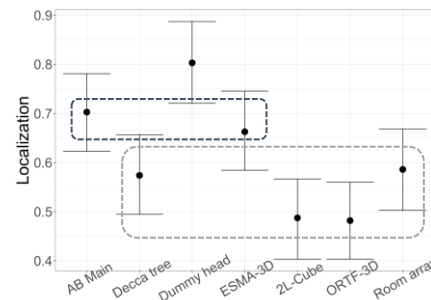 Localization
0.9
0.8
0.7
0.6
0.5
0.4
AB Main
Decca tree
Dummy head
ESMA-3D
2L-Cube
ORTF-3D
Room array